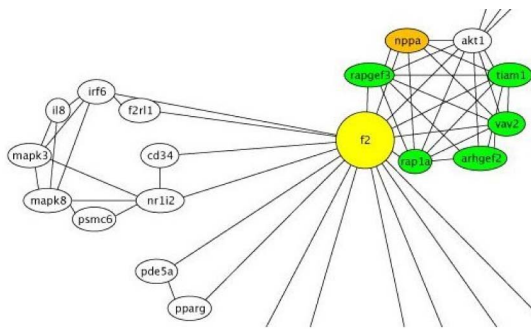 nppa
akt1
rapgef3
tiam1
irf6
il8
f2rl1
vav2
f2
mapk3
cd34
rap1a
arhgef2
mapk8
nr1i2
psmc6
pde5a
pparg